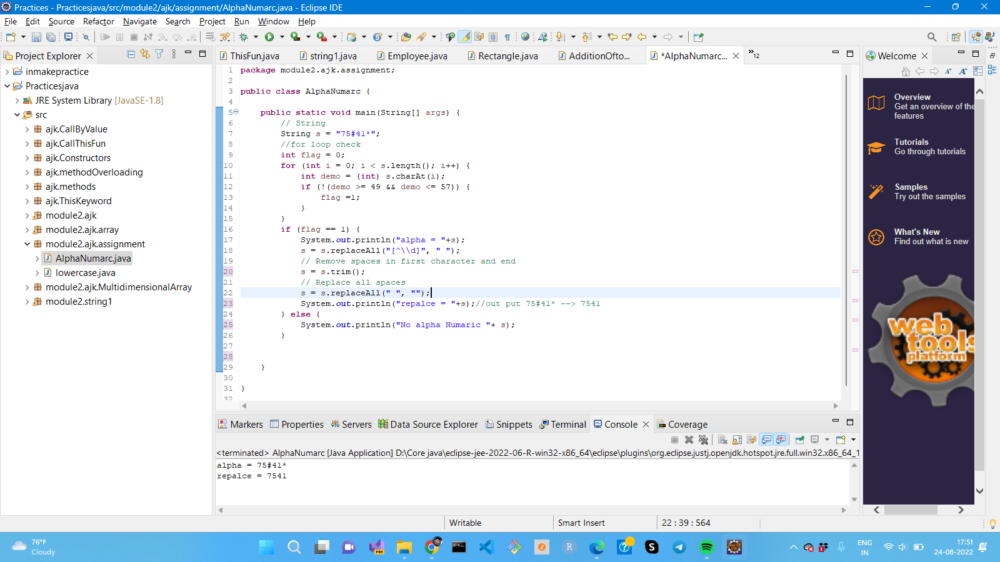 Practices - Practicesjava/src/module2/ajk/assignment/AlphaNumarc.java - Eclipse IDE
File Edit Source Refactor Navigate Search Project Run Window Help
Project Explorer
inmakepractice
Practicesjava
JRE System Library [JavaSE-1.8]
src
ajk.CallByValue
ajk.CallThisFun
ajk.Constructors
ajk.methodOverloading
ajk.methods
ajk.ThisKeyword
module2.ajk
module2.ajk.array
module2.ajk.assignment
AlphaNumarc.java
lowercase.java
module2.ajk.MultidimensionalArray
module2.string1
ThisFun.java string1.java Employee.java Rectangle.java AdditionOfto... *AlphaNumarc... 12
1 package module2.ajk.assignment;
2
3 public class AlphaNumarc {
4
5 public static void main(String[] args) {
6 // String
7 String s = "75#41*";
8 //for loop check
9 int flag = 0;
10 for (int i = 0; i < s.length(); i++) {
11 int demo = (int) s.charAt(i);
12 if (!(demo >= 49 && demo <= 57)) {
13 flag =1;
14 }
15 }
16 if (flag == 1) {
17 System.out.println("alpha = "+s);
18 s = s.replaceAll("[^\\d]", " ");
19 // Remove spaces in first character and end
20 s = s.trim();
21 // Replace all spaces
22 s = s.replaceAll(" ", "");
23 System.out.println("repalce = "+s);//out put 75#41* --> 7541
24 } else {
25 System.out.println("No alpha Numaric "+ s);
26 }
27
28
29 }
30
31 }
32
Markers Properties Servers Data Source Explorer Snippets Terminal Console Coverage
<terminated> AlphaNumarc [Java Application] D:\Core java\eclipse-jee-2022-06-R-win32-x86_64\eclipse\plugins\org.eclipse.justj.openjdk.hotspot.jre.full.win32.x86_64_1
alpha = 75#41*
repalce = 7541
Welcome
Overview
Get an overview of the
features
Tutorials
Go through tutorials
Samples
Try out the samples
What's New
Find out what is new
web
tools
platform
Writable Smart Insert 22 : 39 : 564
76°F
Cloudy
PRE
R
S
ENG
IN
17:51
24-08-2022